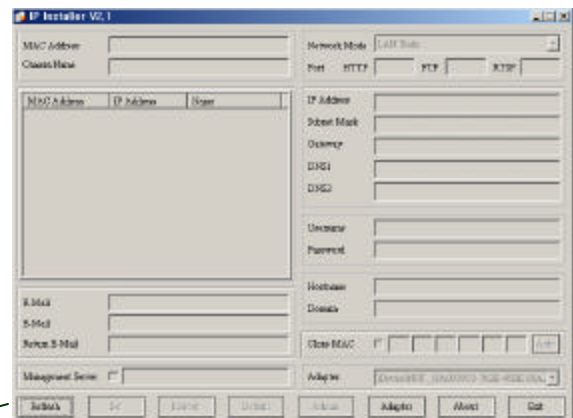 IP Installer V2.1
MAC Address
Camera Name
Network Mode
Port HTTP FTP RTSP
MAC Address IP Address Name
IP Address
Subnet Mask
Gateway
DNS1
DNS2
Username
Password
Hostname
Domain
E-Mail
Return E-Mail
Clone MAC
Management Server
Adapter
Refresh Set Adapter About Exit